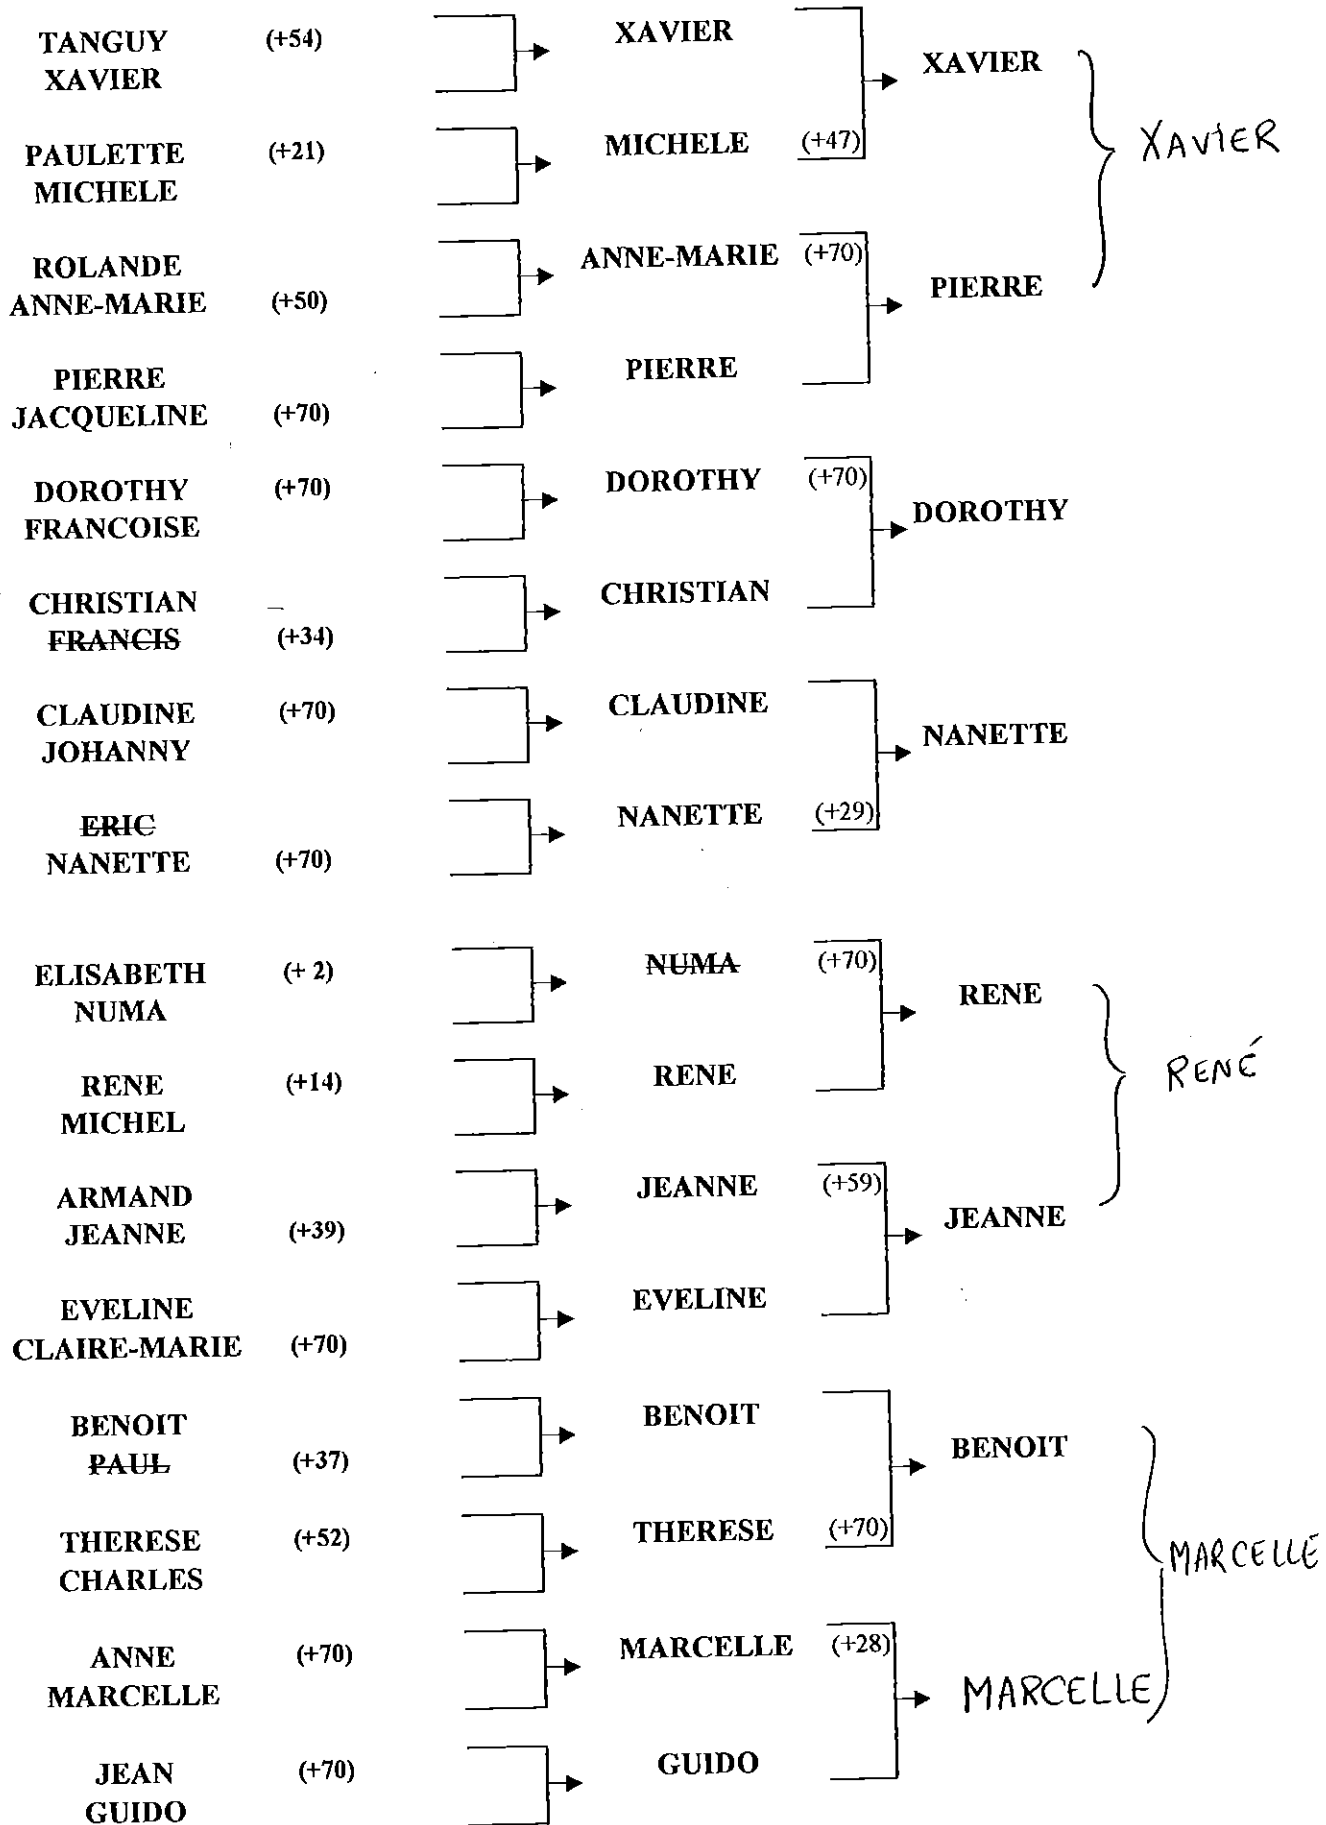 TANGUY (+54)
XAVIER
XAVIER
XAVIER
PAULETTE (+21)
MICHELE
MICHELE (+47)
XAVIER
ROLANDE
ANNE-MARIE (+50)
ANNE-MARIE (+70)
PIERRE
PIERRE
JACQUELINE (+70)
PIERRE
DOROTHY (+70)
FRANCOISE
DOROTHY (+70)
DOROTHY
CHRISTIAN
FRANCIS (+34)
CHRISTIAN
CLAUDINE (+70)
JOHANNY
CLAUDINE
NANETTE
ERIC
NANETTE (+70)
NANETTE (+29)
ELISABETH (+ 2)
NUMA
NUMA (+70)
RENE
RENE (+14)
MICHEL
RENE
RENÉ
ARMAND
JEANNE (+39)
JEANNE (+59)
JEANNE
EVELINE
CLAIRE-MARIE (+70)
EVELINE
BENOIT
PAUL (+37)
BENOIT
BENOIT
THERESE (+52)
CHARLES
THERESE (+70)
MARCELLE
ANNE (+70)
MARCELLE
MARCELLE (+28)
MARCELLE
JEAN (+70)
GUIDO
GUIDO